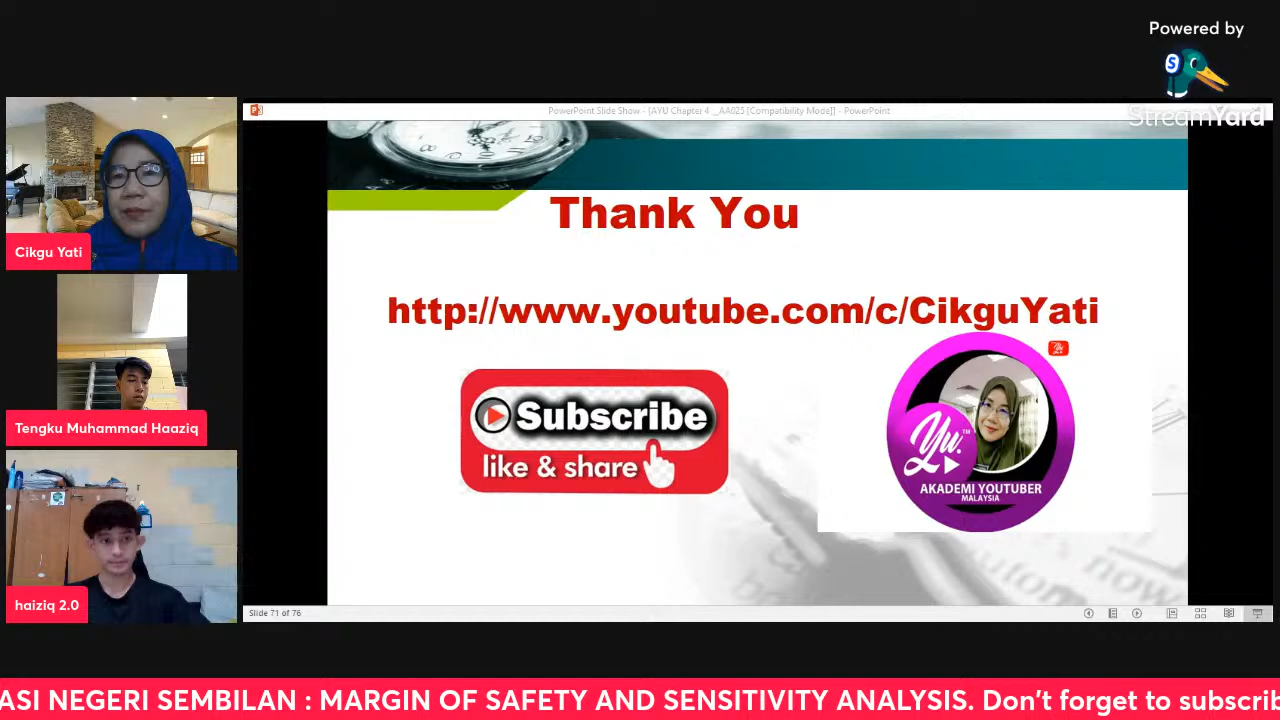 Powered by
StreamYard
PowerPoint Slide Show - [AYU Chapter 4 _AA025 [Compatibility Mode]] - PowerPoint
Thank You
http://www.youtube.com/c/CikguYati
Subscribe
like & share
Yu.
AKADEMI YOUTUBER
MALAYSIA
Cikgu Yati
Tengku Muhammad Haaziq
haiziq 2.0
Slide 71 of 76
ASI NEGERI SEMBILAN : MARGIN OF SAFETY AND SENSITIVITY ANALYSIS. Don't forget to subscrib